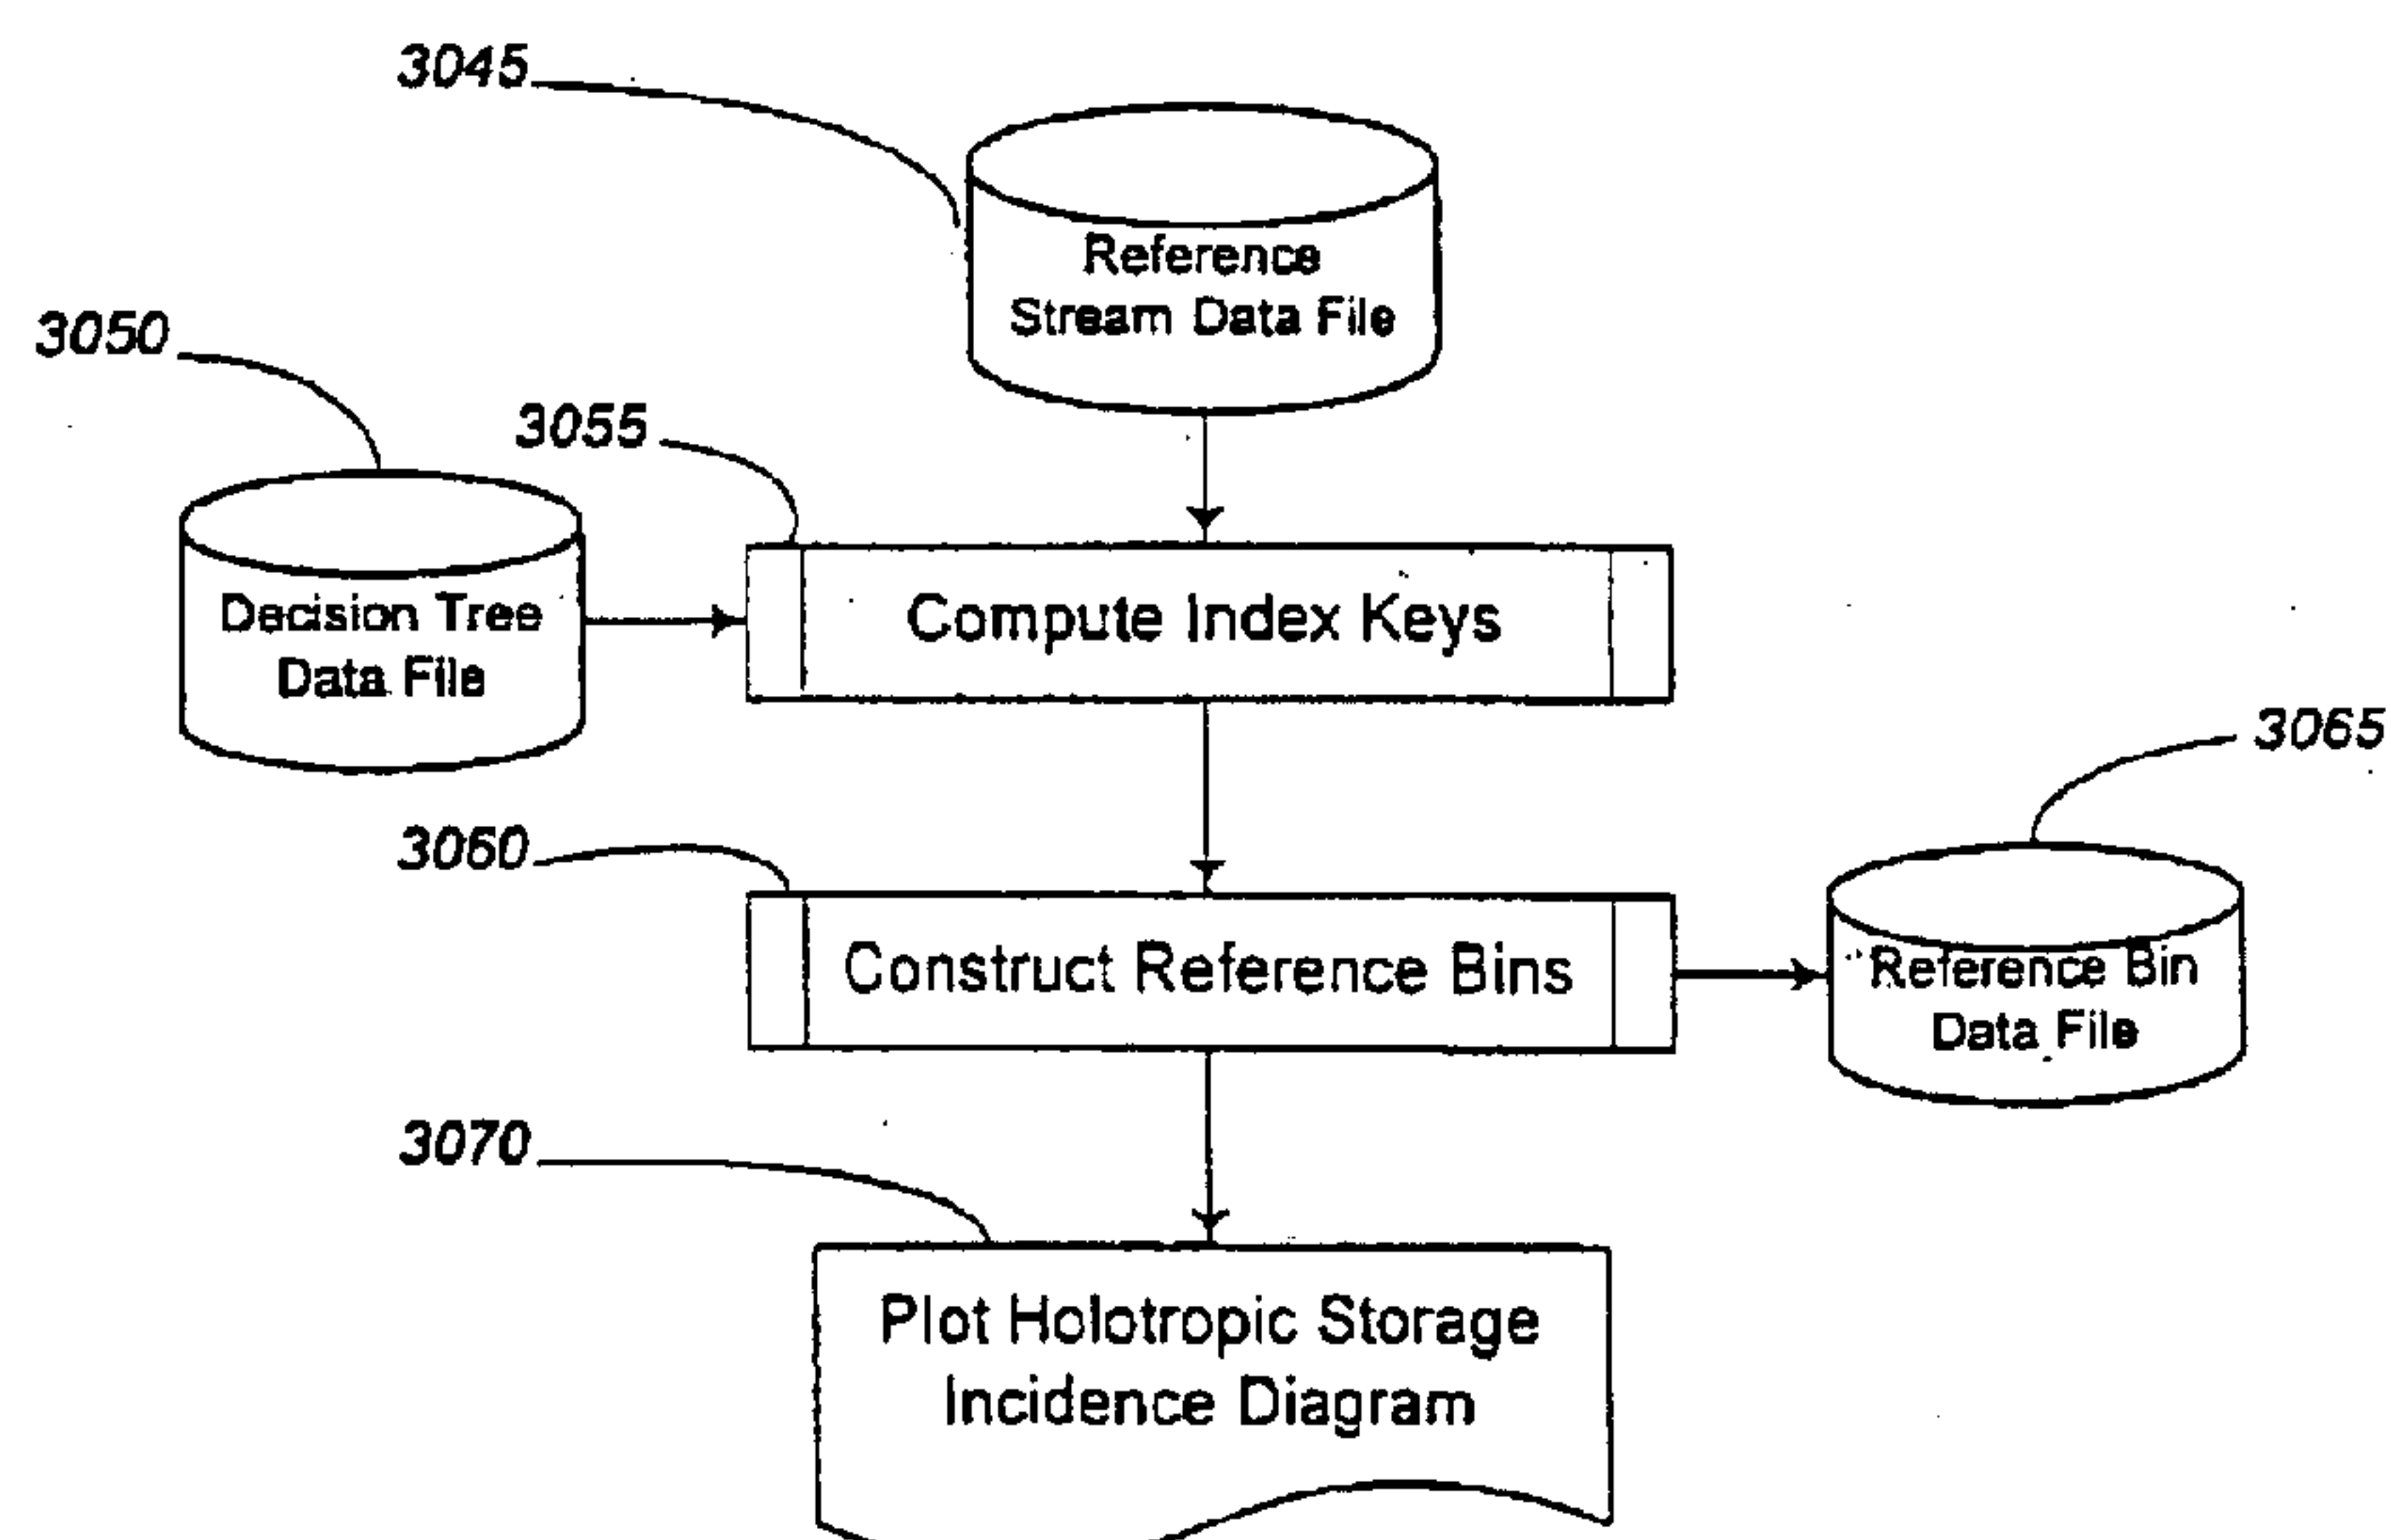 3045
Reference
Stream Data File
3050
3055
Decision Tree
Data File
Compute Index Keys
3065
3060
Construct Reference Bins
Reference Bin
Data File
3070
Plot Holotropic Storage
Incidence Diagram